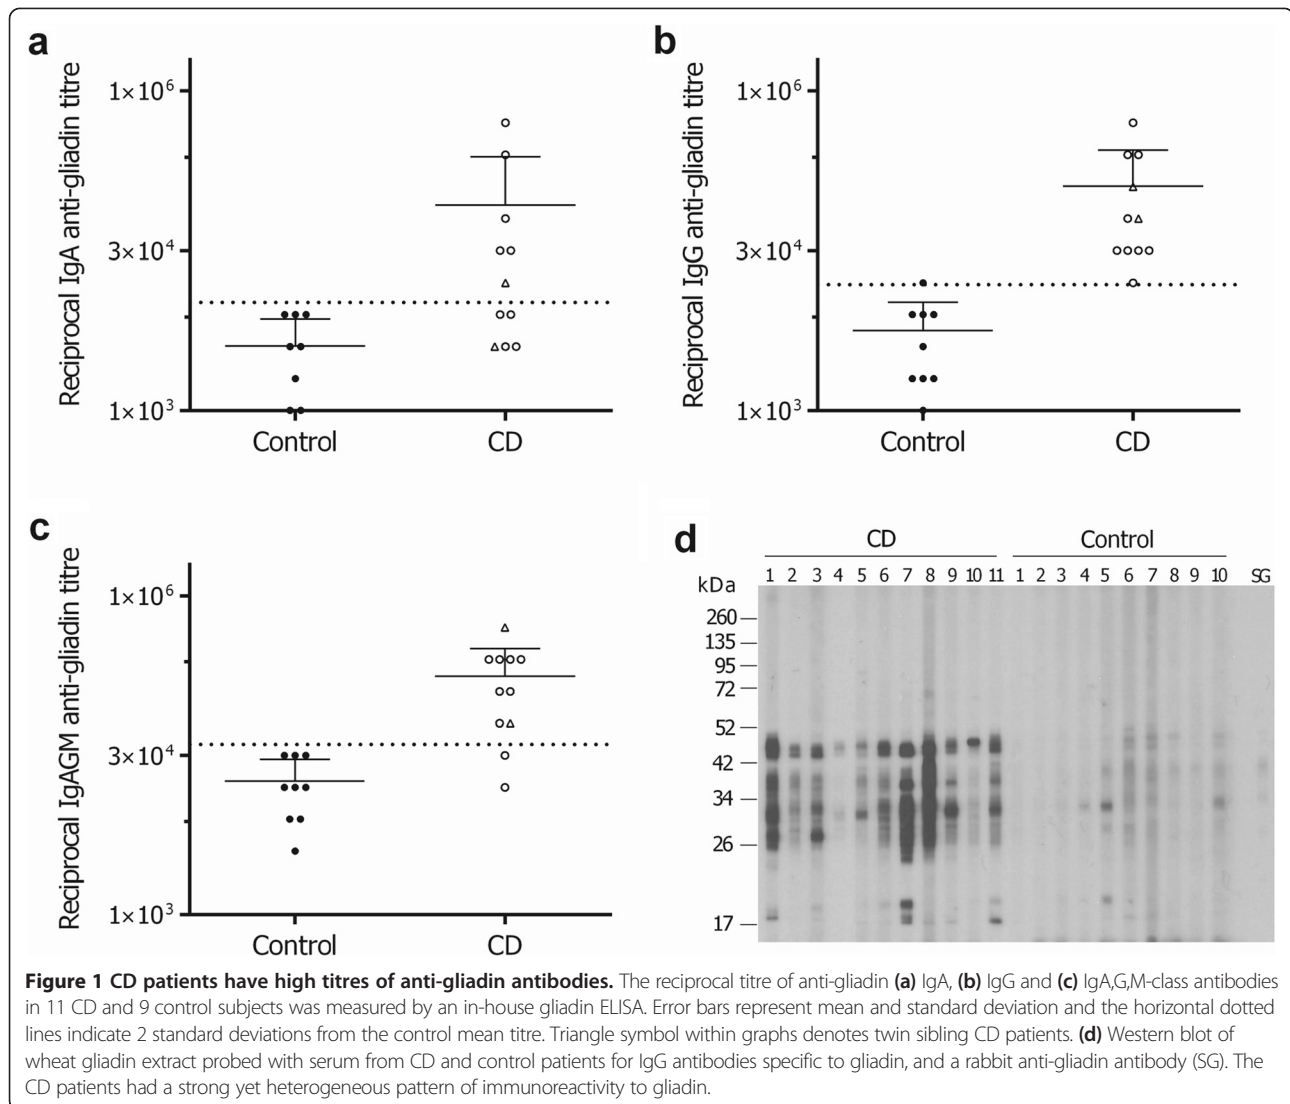 a
Reciprocal IgA anti-gliadin titre
1×10⁶
3×10⁴
1×10³
Control CD
b
Reciprocal IgG anti-gliadin titre
1×10⁶
3×10⁴
1×10³
Control CD
c
Reciprocal IgAGM anti-gliadin titre
1×10⁶
3×10⁴
1×10³
Control CD
d
CD Control
kDa 1 2 3 4 5 6 7 8 9 10 11 1 2 3 4 5 6 7 8 9 10 SG
260
135
95
72
52
42
34
26
17
Figure 1 CD patients have high titres of anti-gliadin antibodies. The reciprocal titre of anti-gliadin (a) IgA, (b) IgG and (c) IgA,G,M-class antibodies
in 11 CD and 9 control subjects was measured by an in-house gliadin ELISA. Error bars represent mean and standard deviation and the horizontal dotted
lines indicate 2 standard deviations from the control mean titre. Triangle symbol within graphs denotes twin sibling CD patients. (d) Western blot of
wheat gliadin extract probed with serum from CD and control patients for IgG antibodies specific to gliadin, and a rabbit anti-gliadin antibody (SG). The
CD patients had a strong yet heterogeneous pattern of immunoreactivity to gliadin.